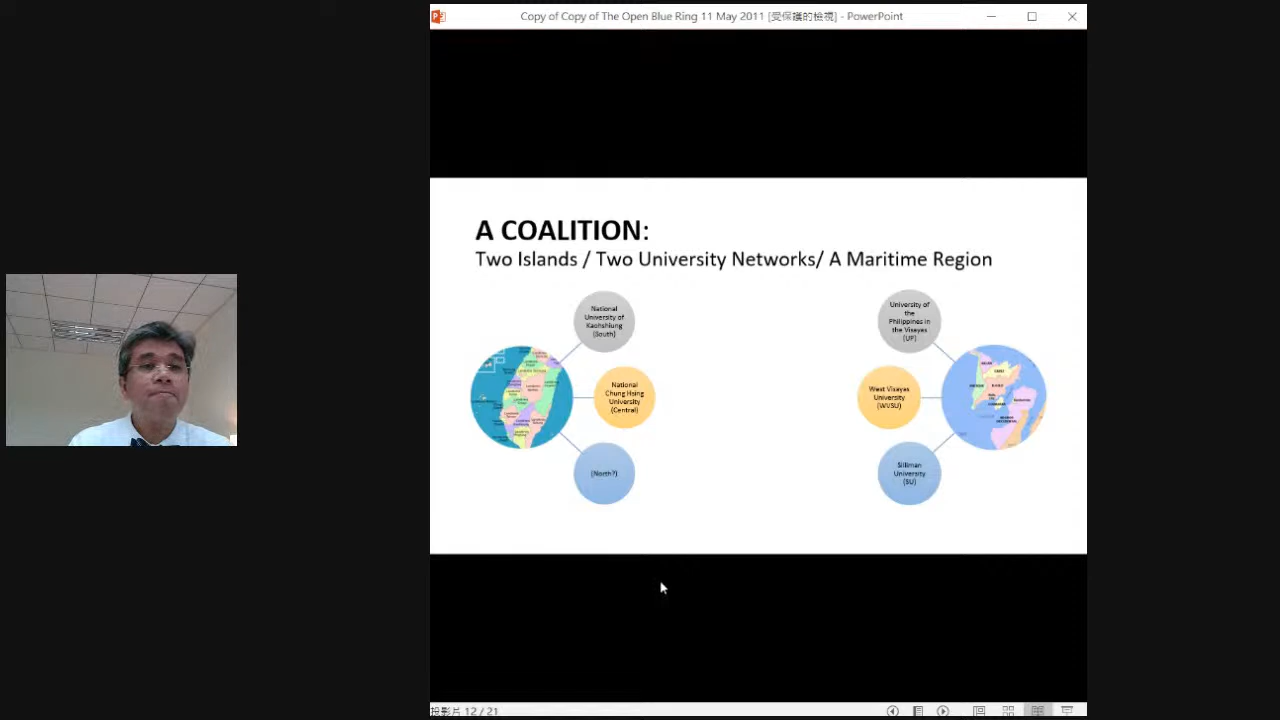 Copy of Copy of The Open Blue Ring 11 May 2011 [受保護的檢視] - PowerPoint
A COALITION:
Two Islands / Two University Networks/ A Maritime Region
National
University of
Kaohshiung
(South)
National
Chung Hsing
University
(Central)
(North?)
University of
the
Philippines in
the Viseyes
(UP)
West Visayas
University
(WVSU)
Silliman
University
(SU)
投影片 12 / 21